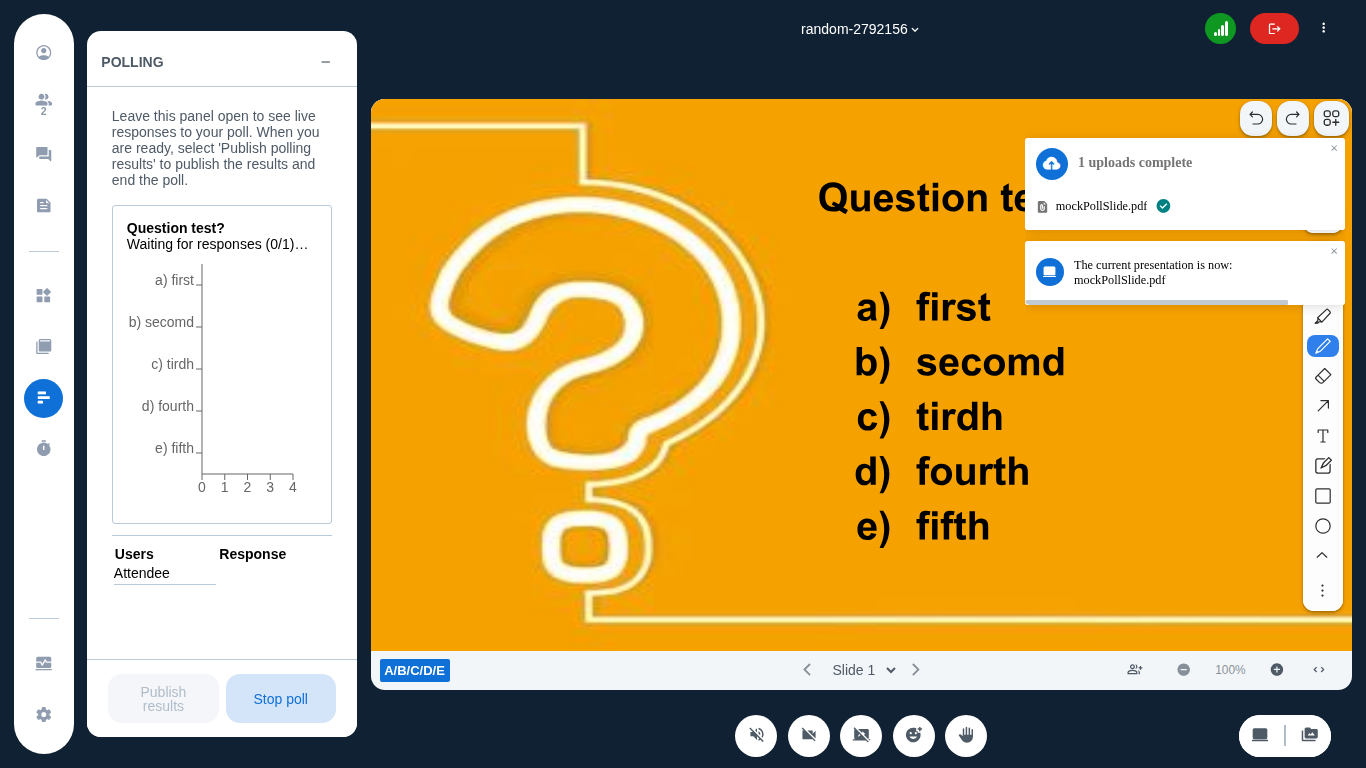 random-2792156
2
POLLING
Leave this panel open to see live
responses to your poll. When you
are ready, select 'Publish polling
results' to publish the results and
end the poll.
Question test?
Waiting for responses (0/1)…
a) first
b) secomd
c) tirdh
d) fourth
e) fifth
0 1 2 3 4
Users Response
Attendee
Publish
results
Stop poll
Question te
a) first
b) secomd
c) tirdh
d) fourth
e) fifth
1 uploads complete
mockPollSlide.pdf
The current presentation is now:
mockPollSlide.pdf
T
A/B/C/D/E
Slide 1
100%